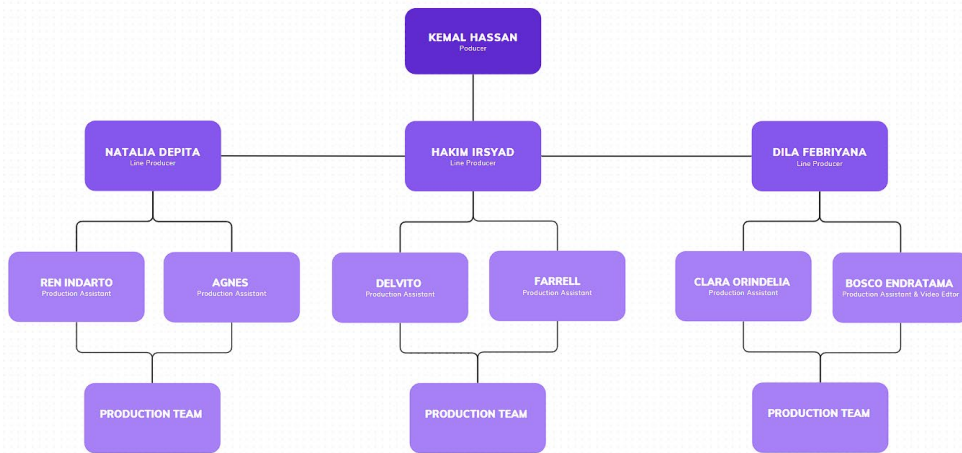 KEMAL HASSAN
Poducer
NATALIA DEPITA
Line Producer
HAKIM IRSYAD
Line Producer
DILA FEBRIYANA
Line Producer
REN INDARTO
Production Assistant
AGNES
Production Assistant
DELVITO
Production Assistant
FARRELL
Production Assistant
CLARA ORINDELIA
Production Assistant
BOSCO ENDRATAMA
Production Assistant & Video Edtor
PRODUCTION TEAM
PRODUCTION TEAM
PRODUCTION TEAM